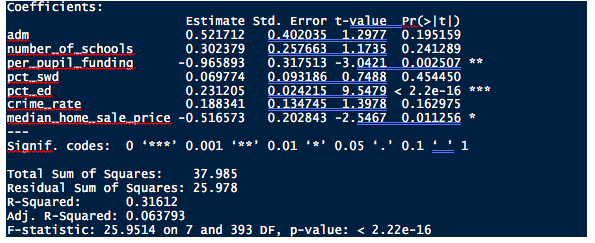 Coefficients:
Estimate Std. Error t-value Pr(>|t|)
adm 0.521712 0.402035 1.2977 0.195159
number_of_schools 0.302379 0.257663 1.1735 0.241289
per_pupil_funding -0.965893 0.317513 -3.0421 0.002507 **
pct_swd 0.069774 0.093186 0.7488 0.454450
pct_ed 0.231205 0.024215 9.5479 < 2.2e-16 ***
crime_rate 0.188341 0.134745 1.3978 0.162975
median_home_sale_price -0.516573 0.202843 -2.5467 0.011256 *
---
Signif. codes: 0 ‘***’ 0.001 ‘**’ 0.01 ‘*’ 0.05 ‘.’ 0.1 ‘ ’ 1
Total Sum of Squares: 37.985
Residual Sum of Squares: 25.978
R-Squared: 0.31612
Adj. R-Squared: 0.063793
F-statistic: 25.9514 on 7 and 393 DF, p-value: < 2.22e-16